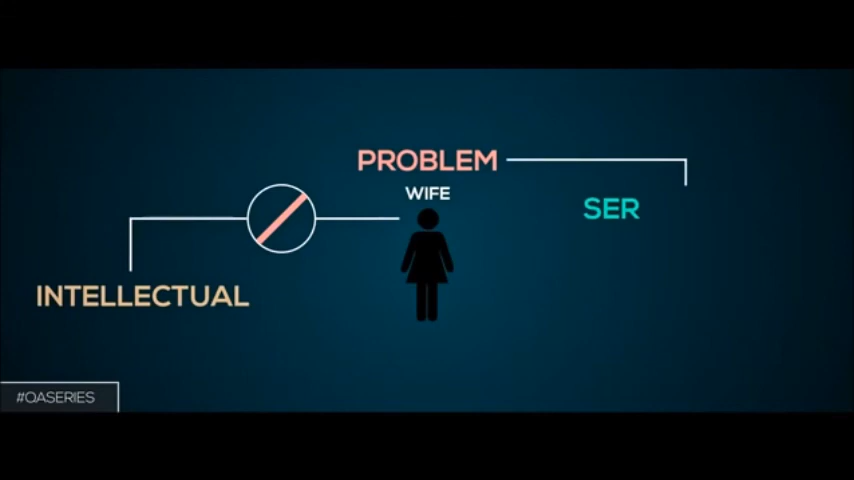 PROBLEM
WIFE
SER
INTELLECTUAL
#QASERIES